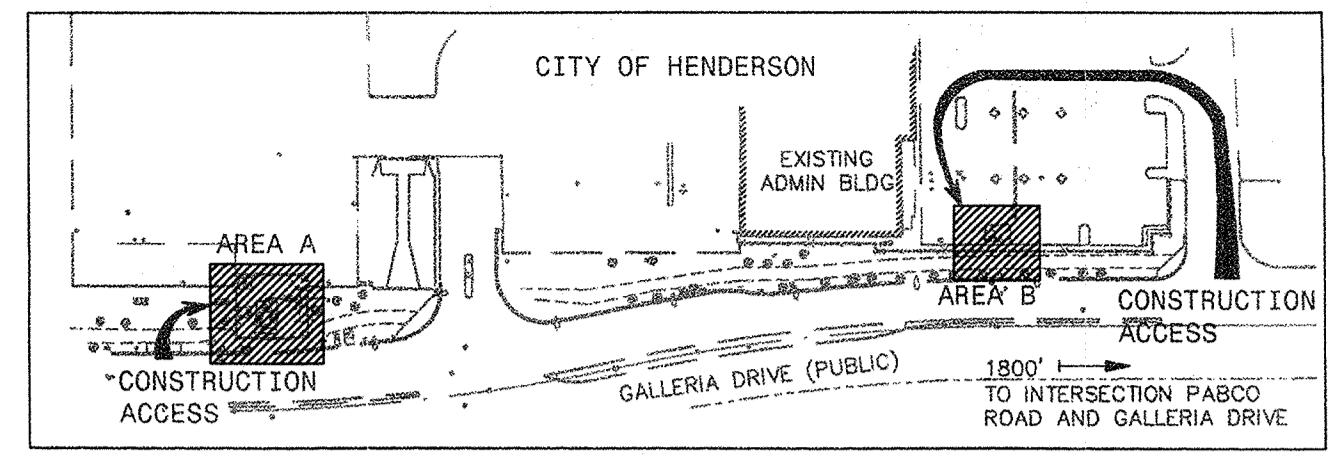 CITY OF HENDERSON
EXISTING
ADMIN BLDG
AREA A
AREA B
CONSTRUCTION
ACCESS
CONSTRUCTION
ACCESS
GALLERIA DRIVE (PUBLIC)
1800'
TO INTERSECTION PABCO
ROAD AND GALLERIA DRIVE